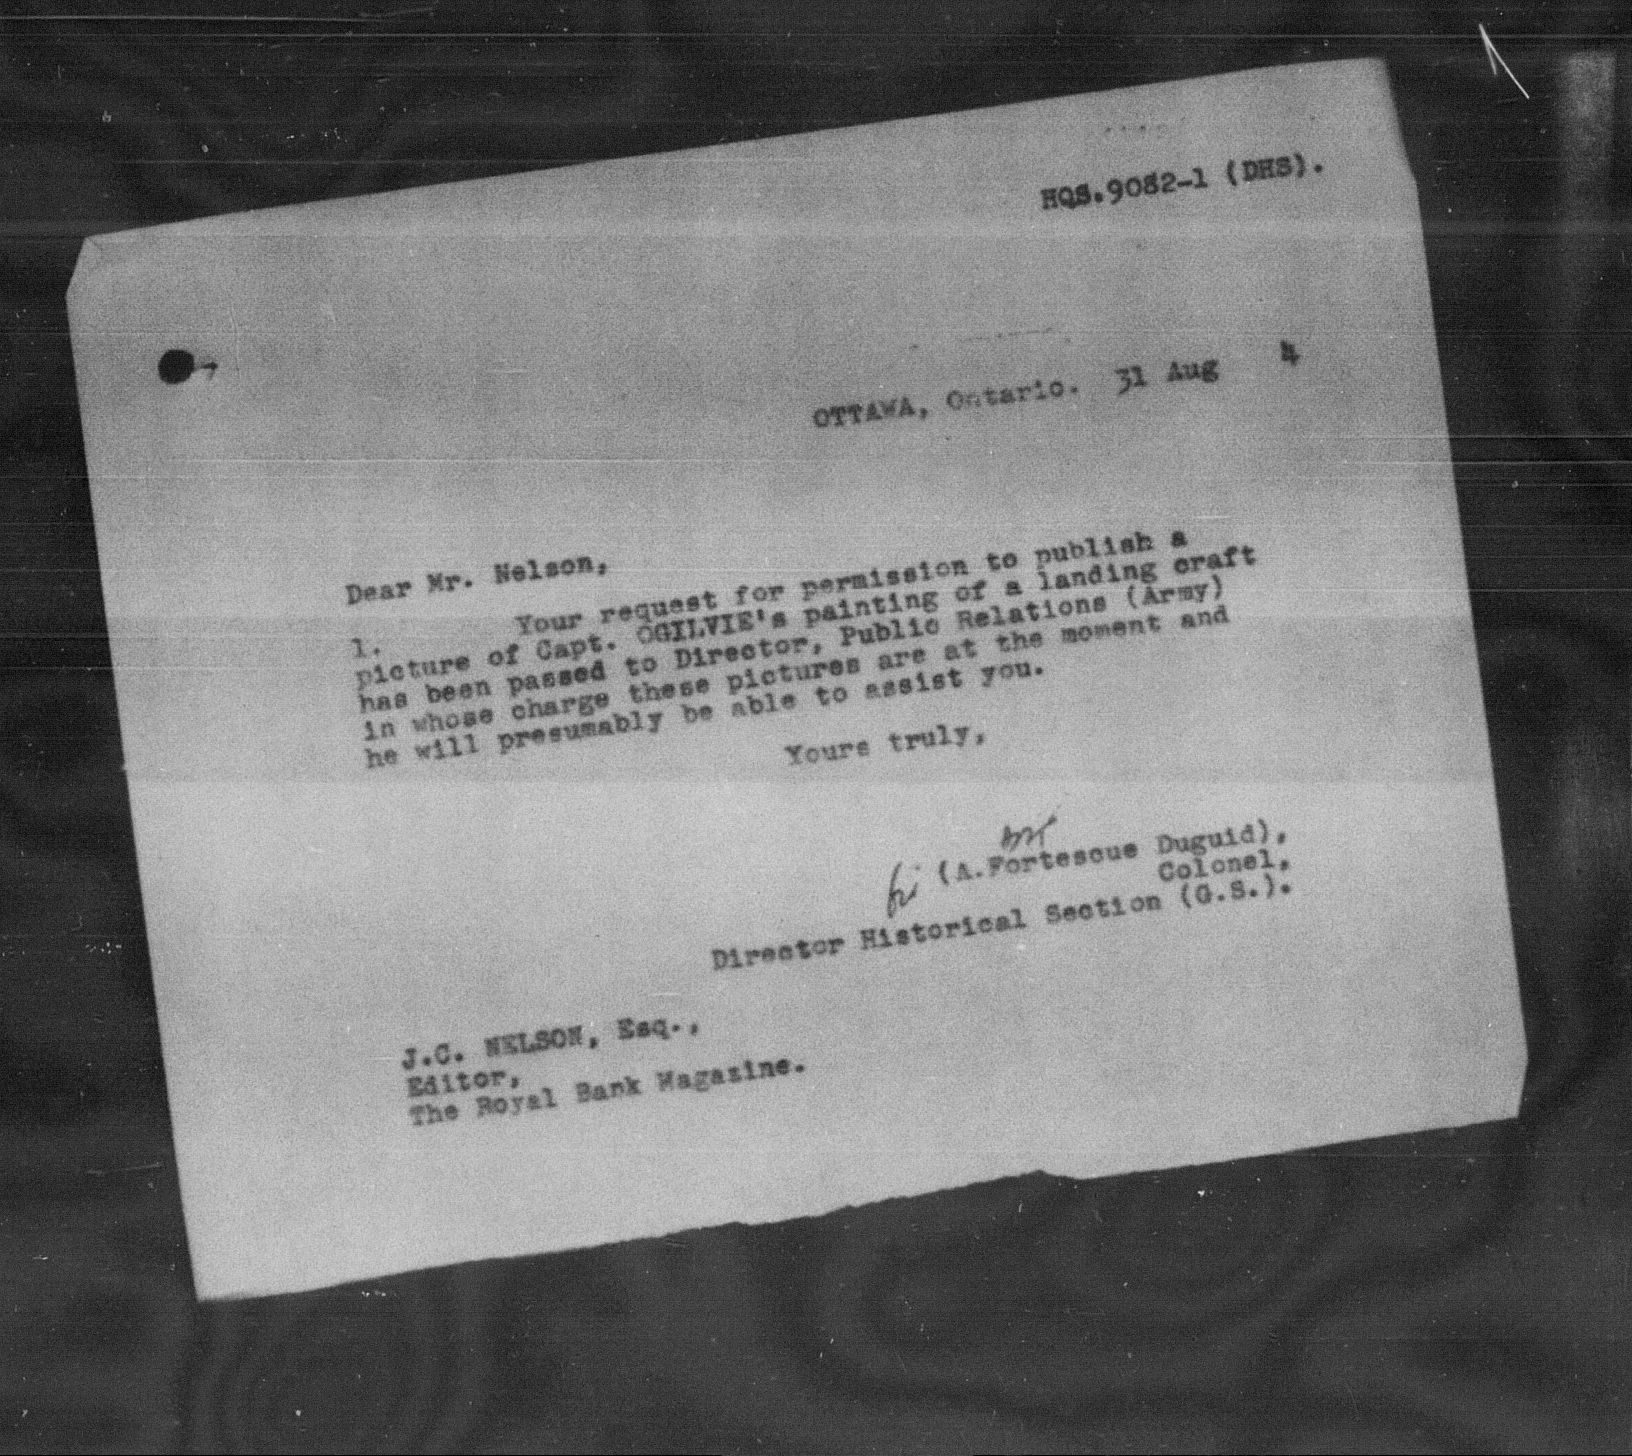 HQS.9082-1 (DHS).
OTTAWA, Ontario. 31 Aug 4
Dear Mr. Nelson,
1. Your request for permission to publish a
picture of Capt. OGILVIE's painting of a landing craft
has been passed to Director, Public Relations (Army)
in whose charge these pictures are at the moment and
he will presumably be able to assist you.
Yours truly,
(A.Fortescue Duguid),
Colonel,
Director Historical Section (G.S.).
J.C. NELSON, Esq.,
Editor,
The Royal Bank Magazine.